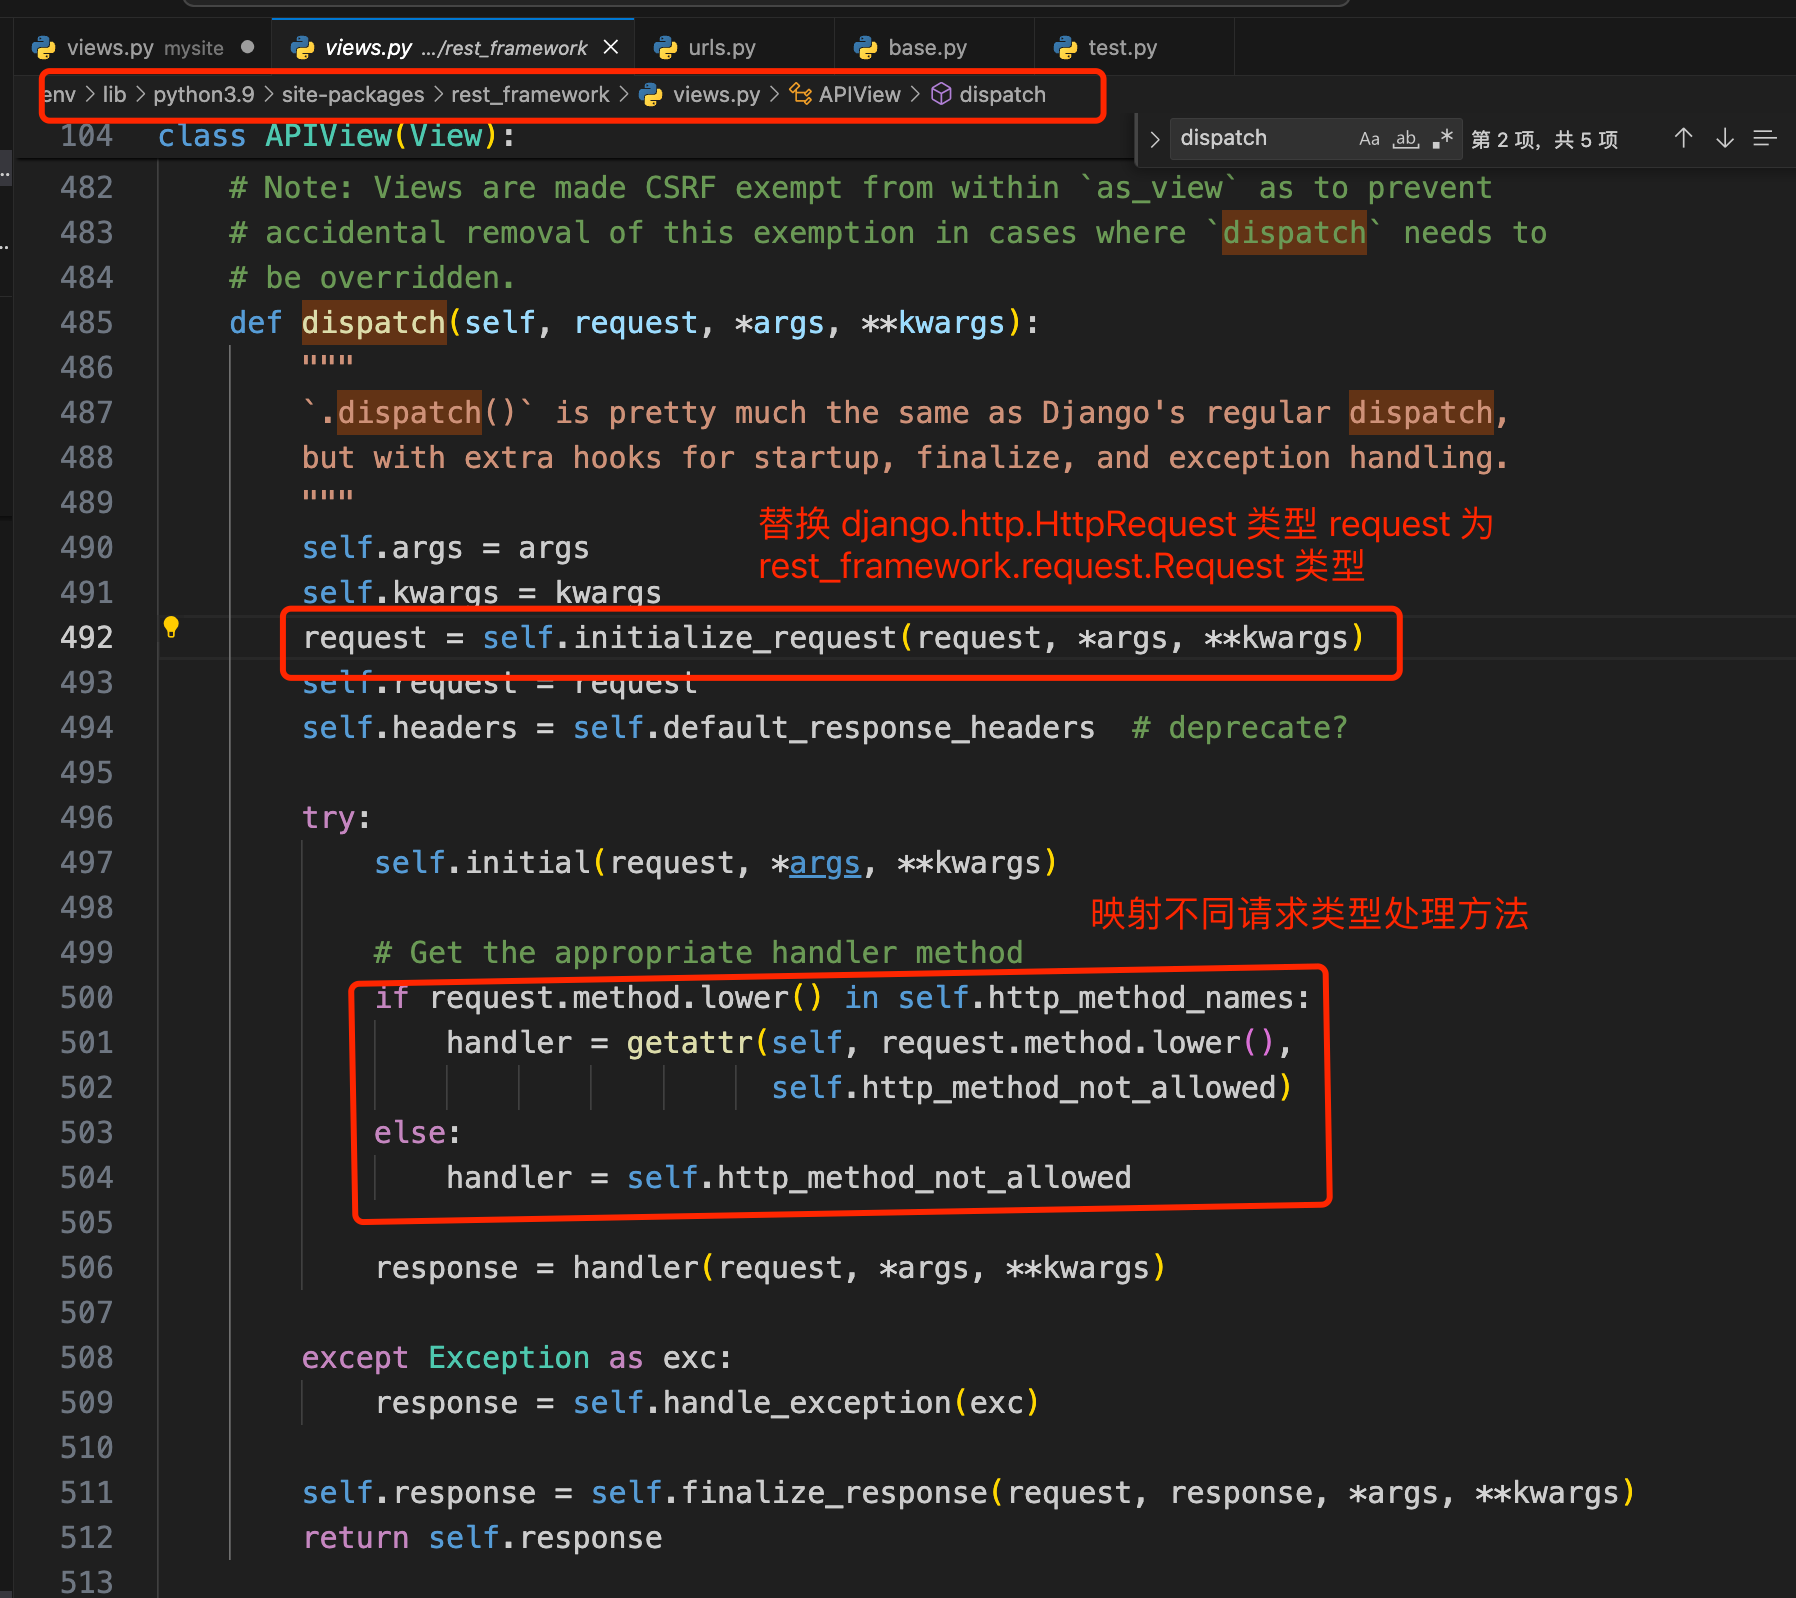 views.py mysite
views.py .../rest_framework
urls.py
base.py
test.py
env > lib > python3.9 > site-packages > rest_framework > views.py > APIView > dispatch
104 class APIView(View):
dispatch Aa ab .* 第 2 项，共 5 项
482 # Note: Views are made CSRF exempt from within `as_view` as to prevent
483 # accidental removal of this exemption in cases where `dispatch` needs to
484 # be overridden.
485 def dispatch(self, request, *args, **kwargs):
486 """
487 `.dispatch()` is pretty much the same as Django's regular dispatch,
488 but with extra hooks for startup, finalize, and exception handling.
489 """
替换 django.http.HttpRequest 类型 request 为
490 self.args = args
rest_framework.request.Request 类型
491 self.kwargs = kwargs
492 request = self.initialize_request(request, *args, **kwargs)
493 self.request = request
494 self.headers = self.default_response_headers  # deprecate?
495
496 try:
497 self.initial(request, *args, **kwargs)
498
映射不同请求类型处理方法
499 # Get the appropriate handler method
500 if request.method.lower() in self.http_method_names:
501 handler = getattr(self, request.method.lower(),
502 self.http_method_not_allowed)
503 else:
504 handler = self.http_method_not_allowed
505
506 response = handler(request, *args, **kwargs)
507
508 except Exception as exc:
509 response = self.handle_exception(exc)
510
511 self.response = self.finalize_response(request, response, *args, **kwargs)
512 return self.response
513